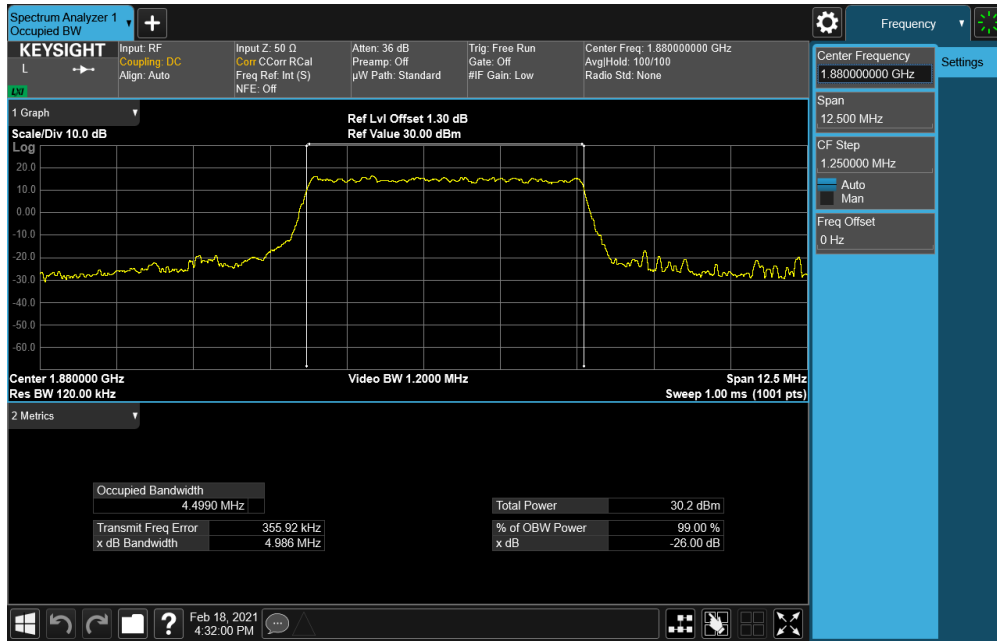 Spectrum Analyzer 1
Occupied BW
Frequency
KEYSIGHT
L
LXI
Input: RF
Coupling: DC
Align: Auto
Input Z: 50 Ω
Corr CCorr RCal
Freq Ref: Int (S)
NFE: Off
Atten: 36 dB
Preamp: Off
µW Path: Standard
Trig: Free Run
Gate: Off
#IF Gain: Low
Center Freq: 1.880000000 GHz
Avg|Hold: 100/100
Radio Std: None
Center Frequency
1.880000000 GHz
Settings
Span
12.500 MHz
CF Step
1.250000 MHz
Auto
Man
Freq Offset
0 Hz
1 Graph
Scale/Div 10.0 dB
Ref Lvl Offset 1.30 dB
Ref Value 30.00 dBm
Log
20.0
10.0
0.00
-10.0
-20.0
-30.0
-40.0
-50.0
-60.0
Center 1.880000 GHz
Video BW 1.2000 MHz
Span 12.5 MHz
Res BW 120.00 kHz
Sweep 1.00 ms (1001 pts)
2 Metrics
Occupied Bandwidth
4.4990 MHz
Total Power 30.2 dBm
Transmit Freq Error 355.92 kHz
% of OBW Power 99.00 %
x dB Bandwidth 4.986 MHz
x dB -26.00 dB
Feb 18, 2021
4:32:00 PM